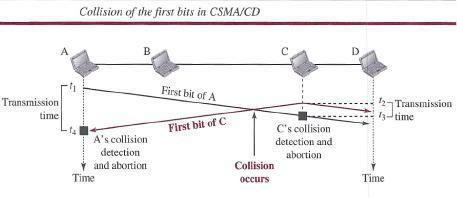 Collision of the first bits in CSMA/CD
A B C D
t1
First bit of A
Transmission
time
t2
Transmission
t3
time
First bit of C
t4
A's collision
detection
and abortion
C's collision
detection and
abortion
Collision
occurs
Time
Time